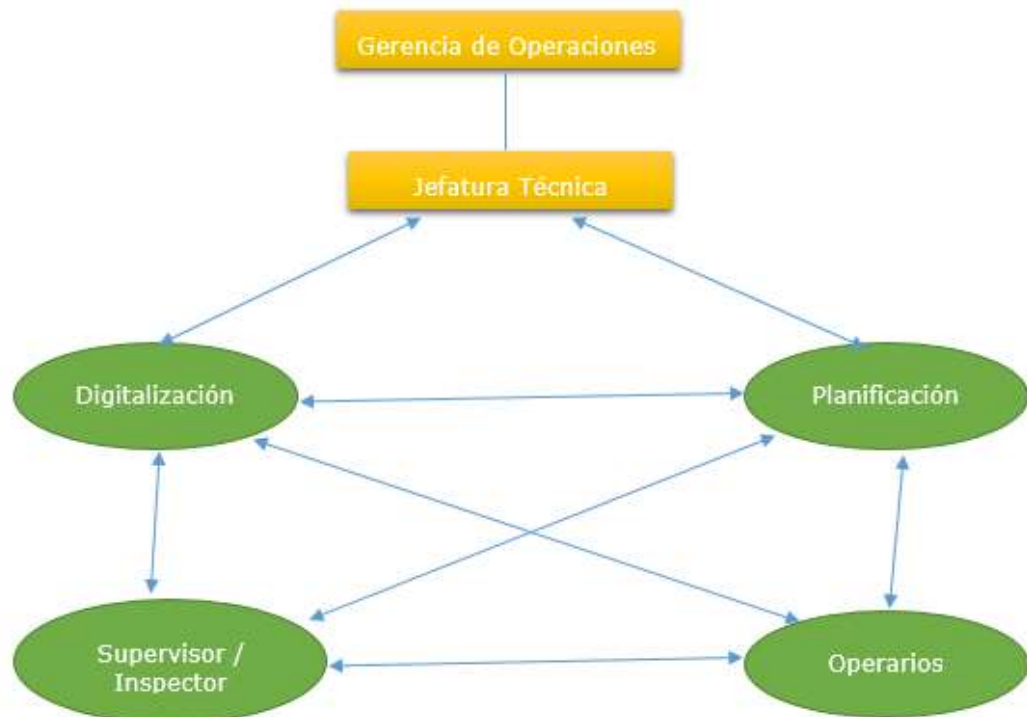 Gerencia de Operaciones
Jefatura Técnica
Digitalización
Planificación
Supervisor /
Inspector
Operarios